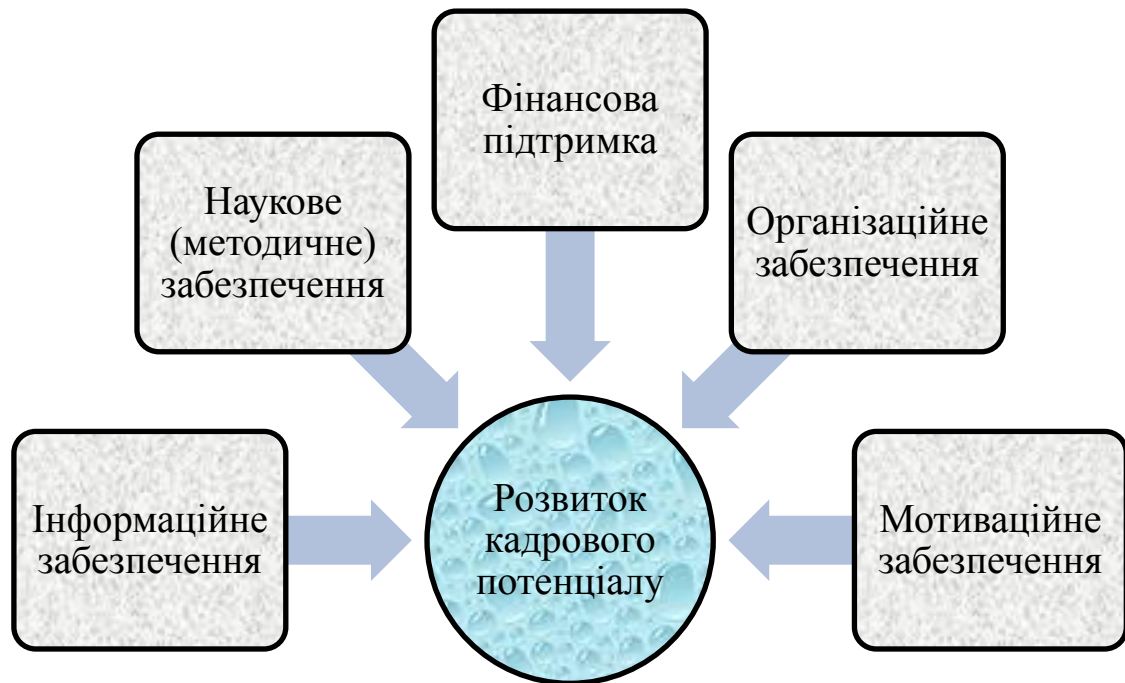 Фінансова
підтримка
Наукове
(методичне)
забезпечення
Організаційне
забезпечення
Інформаційне
забезпечення
Розвиток
кадрового
потенціалу
Мотиваційне
забезпечення